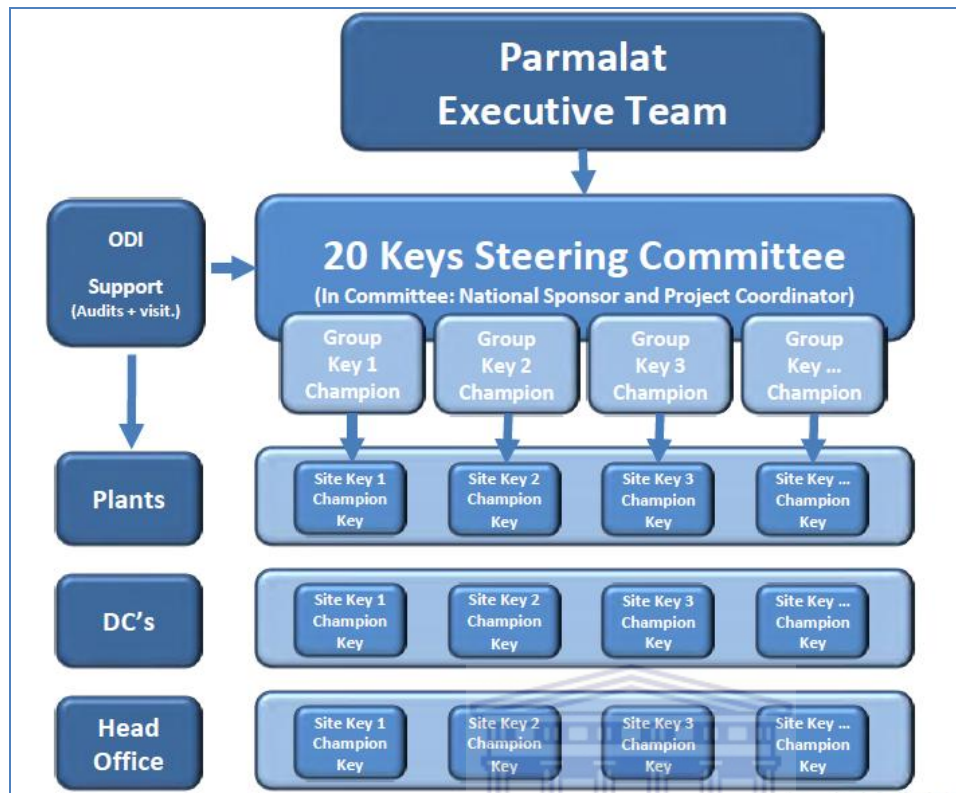 Parmalat
Executive Team
20 Keys Steering Committee
(In Committee: National Sponsor and Project Coordinator)
ODI
Support
(Audits + visit.)
Group
Key 1
Champion
Group
Key 2
Champion
Group
Key 3
Champion
Group
Key ...
Champion
Plants
Site Key 1
Champion
Key
Site Key 2
Champion
Key
Site Key 3
Champion
Key
Site Key ...
Champion
Key
DC's
Site Key 1
Champion
Key
Site Key 2
Champion
Key
Site Key 3
Champion
Key
Site Key ...
Champion
Key
Head
Office
Site Key 1
Champion
Key
Site Key 2
Champion
Key
Site Key 3
Champion
Key
Site Key ...
Champion
Key